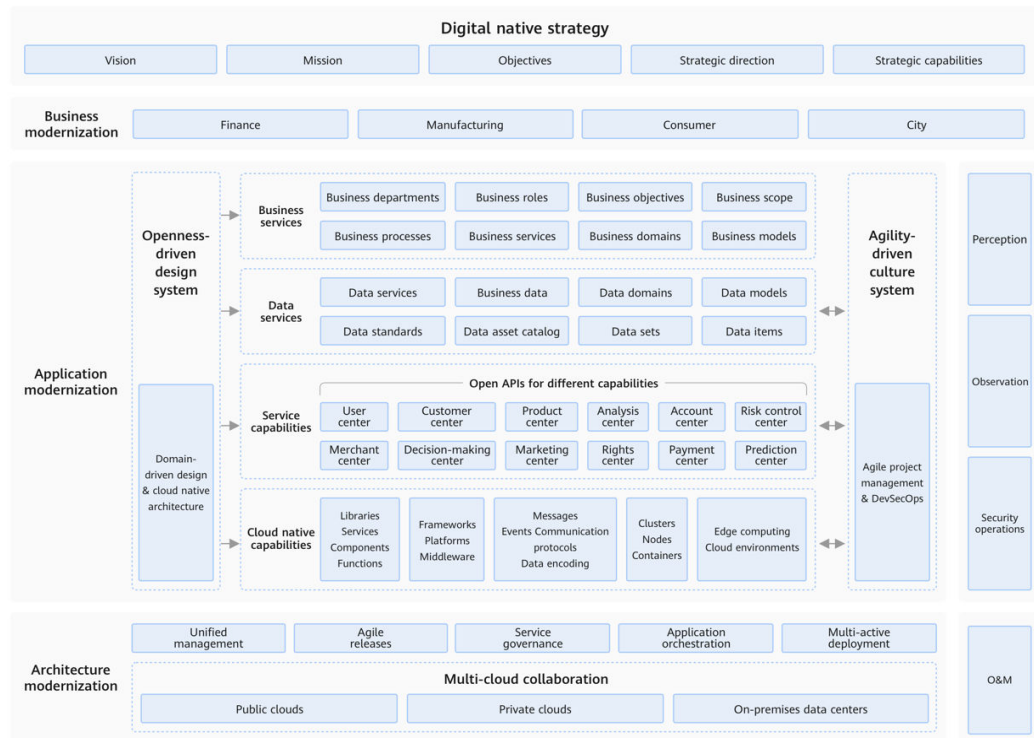 Digital native strategy
Vision
Mission
Objectives
Strategic direction
Strategic capabilities
Business
modernization
Finance
Manufacturing
Consumer
City
Application
modernization
Openness-
driven
design
system
Domain-
driven design
& cloud native
architecture
Business
services
Business departments
Business roles
Business objectives
Business scope
Business processes
Business services
Business domains
Business models
Data
services
Data services
Business data
Data domains
Data models
Data standards
Data asset catalog
Data sets
Data items
Service
capabilities
Open APIs for different capabilities
User
center
Customer
center
Product
center
Analysis
center
Account
center
Risk control
center
Merchant
center
Decision-making
center
Marketing
center
Rights
center
Payment
center
Prediction
center
Cloud native
capabilities
Libraries
Services
Components
Functions
Frameworks
Platforms
Middleware
Messages
Events Communication
protocols
Data encoding
Clusters
Nodes
Containers
Edge computing
Cloud environments
Agility-
driven
culture
system
Agile project
management
& DevSecOps
Perception
Observation
Security
operations
Architecture
modernization
Unified
management
Agile
releases
Service
governance
Application
orchestration
Multi-active
deployment
Multi-cloud collaboration
Public clouds
Private clouds
On-premises data centers
O&M